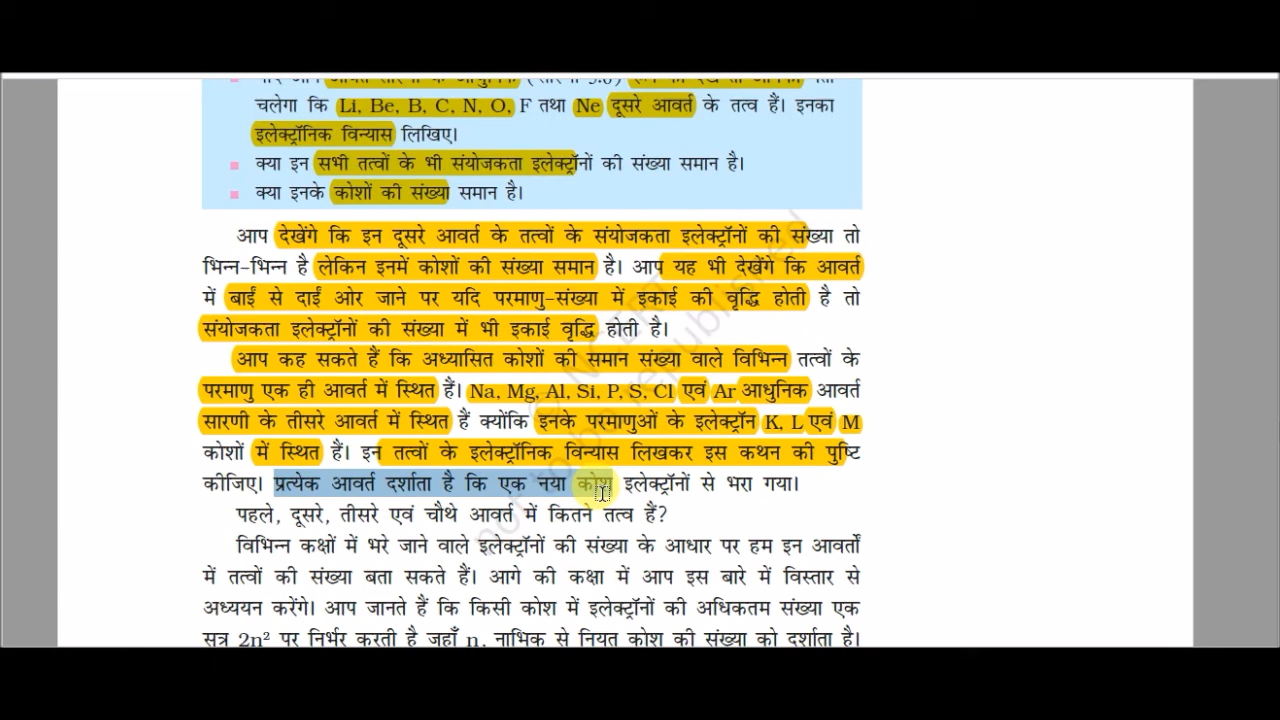 चलेगा कि Li, Be, B, C, N, O, F तथा Ne दूसरे आवर्त के तत्व हैं। इनका
इलेक्ट्रॉनिक विन्यास लिखिए।
क्या इन सभी तत्वों के भी संयोजकता इलेक्ट्रॉनों की संख्या समान है।
क्या इनके कोशों की संख्या समान है।
आप देखेंगे कि इन दूसरे आवर्त के तत्वों के संयोजकता इलेक्ट्रॉनों की संख्या तो
भिन्न-भिन्न है लेकिन इनमें कोशों की संख्या समान है। आप यह भी देखेंगे कि आवर्त
में बाईं से दाईं ओर जाने पर यदि परमाणु-संख्या में इकाई की वृद्धि होती है तो
संयोजकता इलेक्ट्रॉनों की संख्या में भी इकाई वृद्धि होती है।
आप कह सकते हैं कि अध्यासित कोशों की समान संख्या वाले विभिन्न तत्वों के
परमाणु एक ही आवर्त में स्थित हैं। Na, Mg, Al, Si, P, S, Cl एवं Ar आधुनिक आवर्त
सारणी के तीसरे आवर्त में स्थित हैं क्योंकि इनके परमाणुओं के इलेक्ट्रॉन K, L एवं M
कोशों में स्थित हैं। इन तत्वों के इलेक्ट्रॉनिक विन्यास लिखकर इस कथन की पुष्टि
कीजिए। प्रत्येक आवर्त दर्शाता है कि एक नया कोश इलेक्ट्रॉनों से भरा गया।
पहले, दूसरे, तीसरे एवं चौथे आवर्त में कितने तत्व हैं?
विभिन्न कक्षों में भरे जाने वाले इलेक्ट्रॉनों की संख्या के आधार पर हम इन आवर्तों
में तत्वों की संख्या बता सकते हैं। आगे की कक्षा में आप इस बारे में विस्तार से
अध्ययन करेंगे। आप जानते हैं कि किसी कोश में इलेक्ट्रॉनों की अधिकतम संख्या एक
सूत्र 2n² पर निर्भर करती है जहाँ n, नाभिक से नियत कोश की संख्या को दर्शाता है।
not to be republished